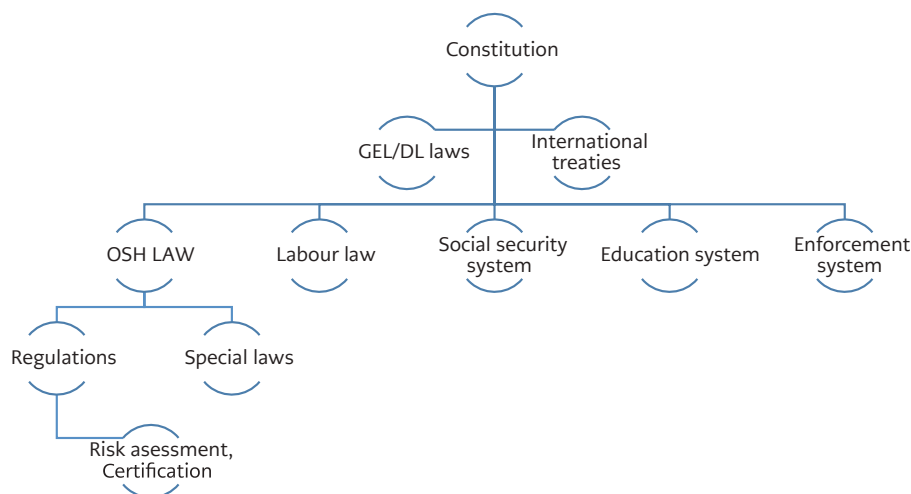 Constitution
GEL/DL laws
International
treaties
OSH LAW
Labour law
Social security
system
Education system
Enforcement
system
Regulations
Special laws
Risk asessment,
Certification